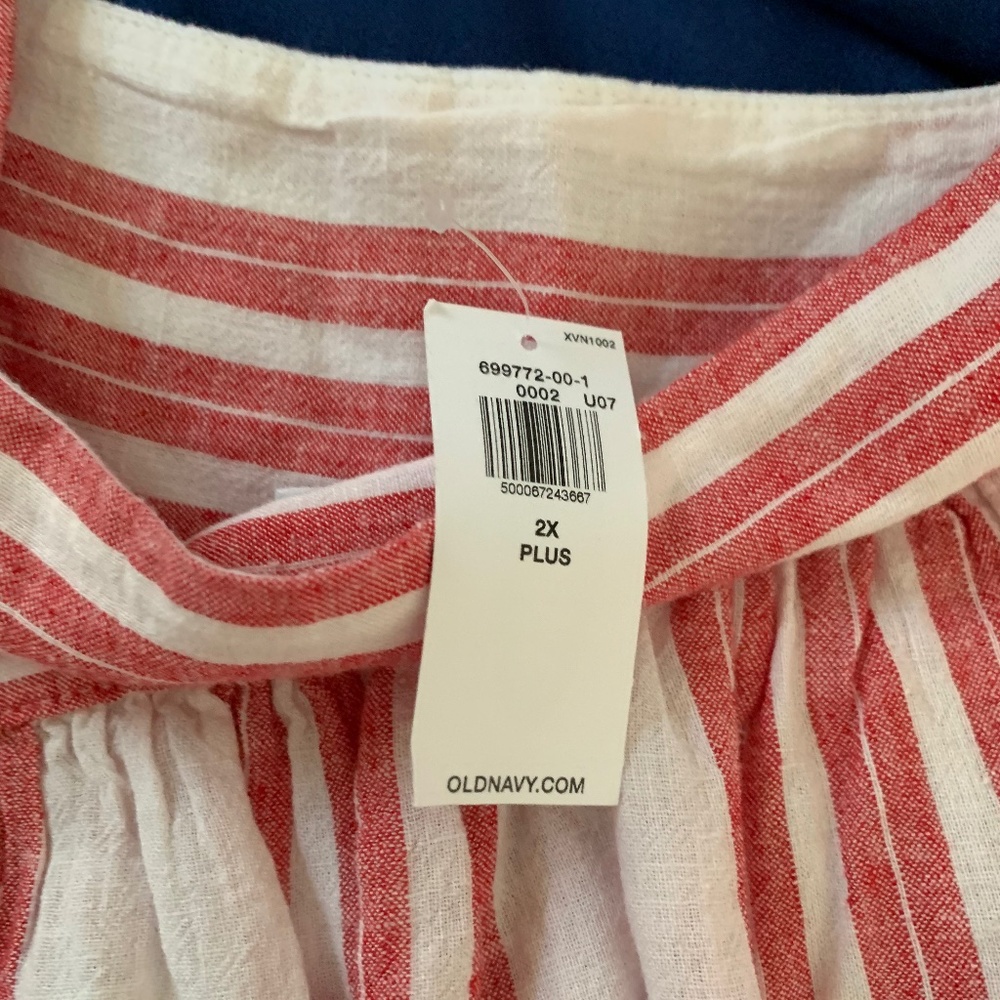 XVN1002
699772-00-1
0002 U07
500067243667
2X
PLUS
OLDNAVY.COM